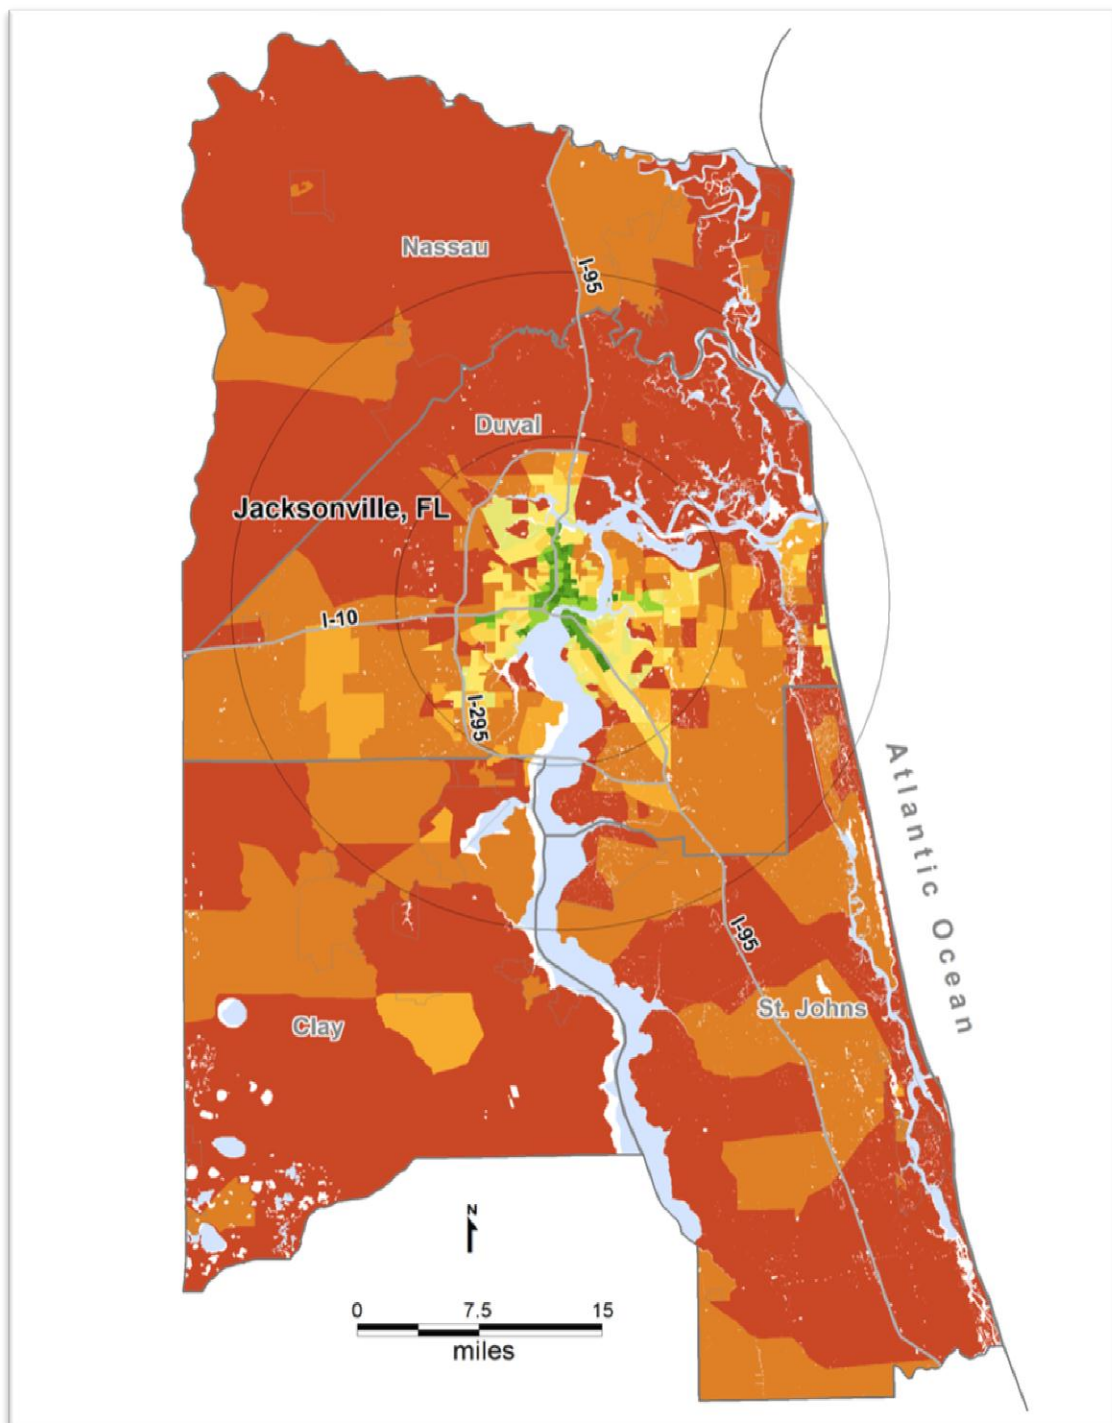 Nassau
I-95
Duval
Jacksonville, FL
I-10
I-295
Atlantic Ocean
I-95
St. Johns
Clay
N
0 7.5 15
miles